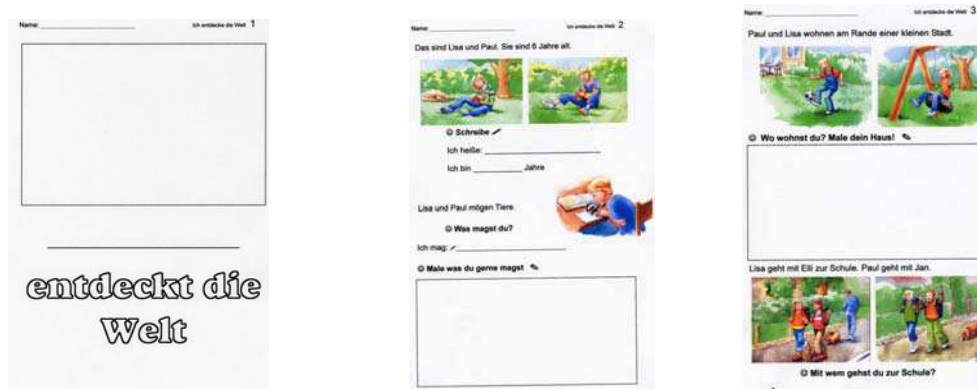 Name:
Ich entdecke die Welt 1
entdeckt die
Welt
Name:
Ich entdecke die Welt 2
Das sind Lisa und Paul. Sie sind 6 Jahre alt.
Schreibe
Ich heiße:
Ich bin Jahre
Lisa und Paul mögen Tiere.
Was magst du?
Ich mag:
Male was du gerne magst
Name:
Ich entdecke die Welt 3
Paul und Lisa wohnen am Rande einer kleinen Stadt.
Wo wohnst du? Male dein Haus!
Lisa geht mit Elli zur Schule. Paul geht mit Jan.
Mit wem gehst du zur Schule?